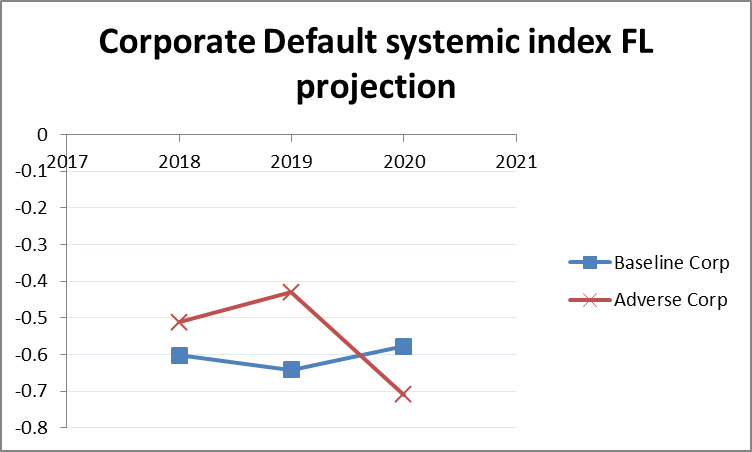 Corporate Default systemic index FL
projection
0
2017 2018 2019 2020 2021
-0.1
-0.2
-0.3
-0.4
-0.5
-0.6
-0.7
-0.8
Baseline Corp
Adverse Corp